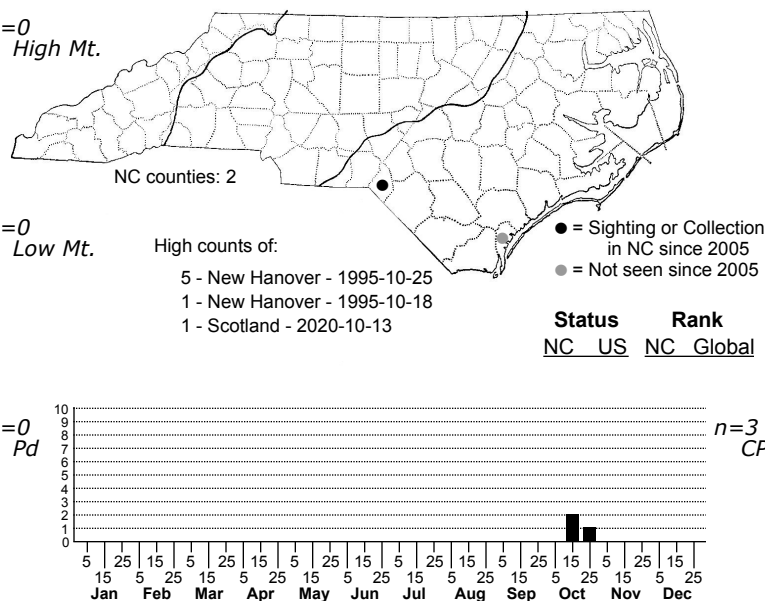 =0
High Mt.
NC counties: 2
=0
Low Mt.
High counts of:
5 - New Hanover - 1995-10-25
1 - New Hanover - 1995-10-18
1 - Scotland - 2020-10-13
● = Sighting or Collection
in NC since 2005
● = Not seen since 2005
Status Rank
NC US NC Global
=0
Pd
n=3
CP
10
9
8
7
6
5
4
3
2
1
0
5 25 15 5 25 15 5 25 15 5 25 15 5 25 15 5 25 15
15 5 25 15 5 25 15 5 25 15 5 25 15 5 25 15 5 25
Jan Feb Mar Apr May Jun Jul Aug Sep Oct Nov Dec